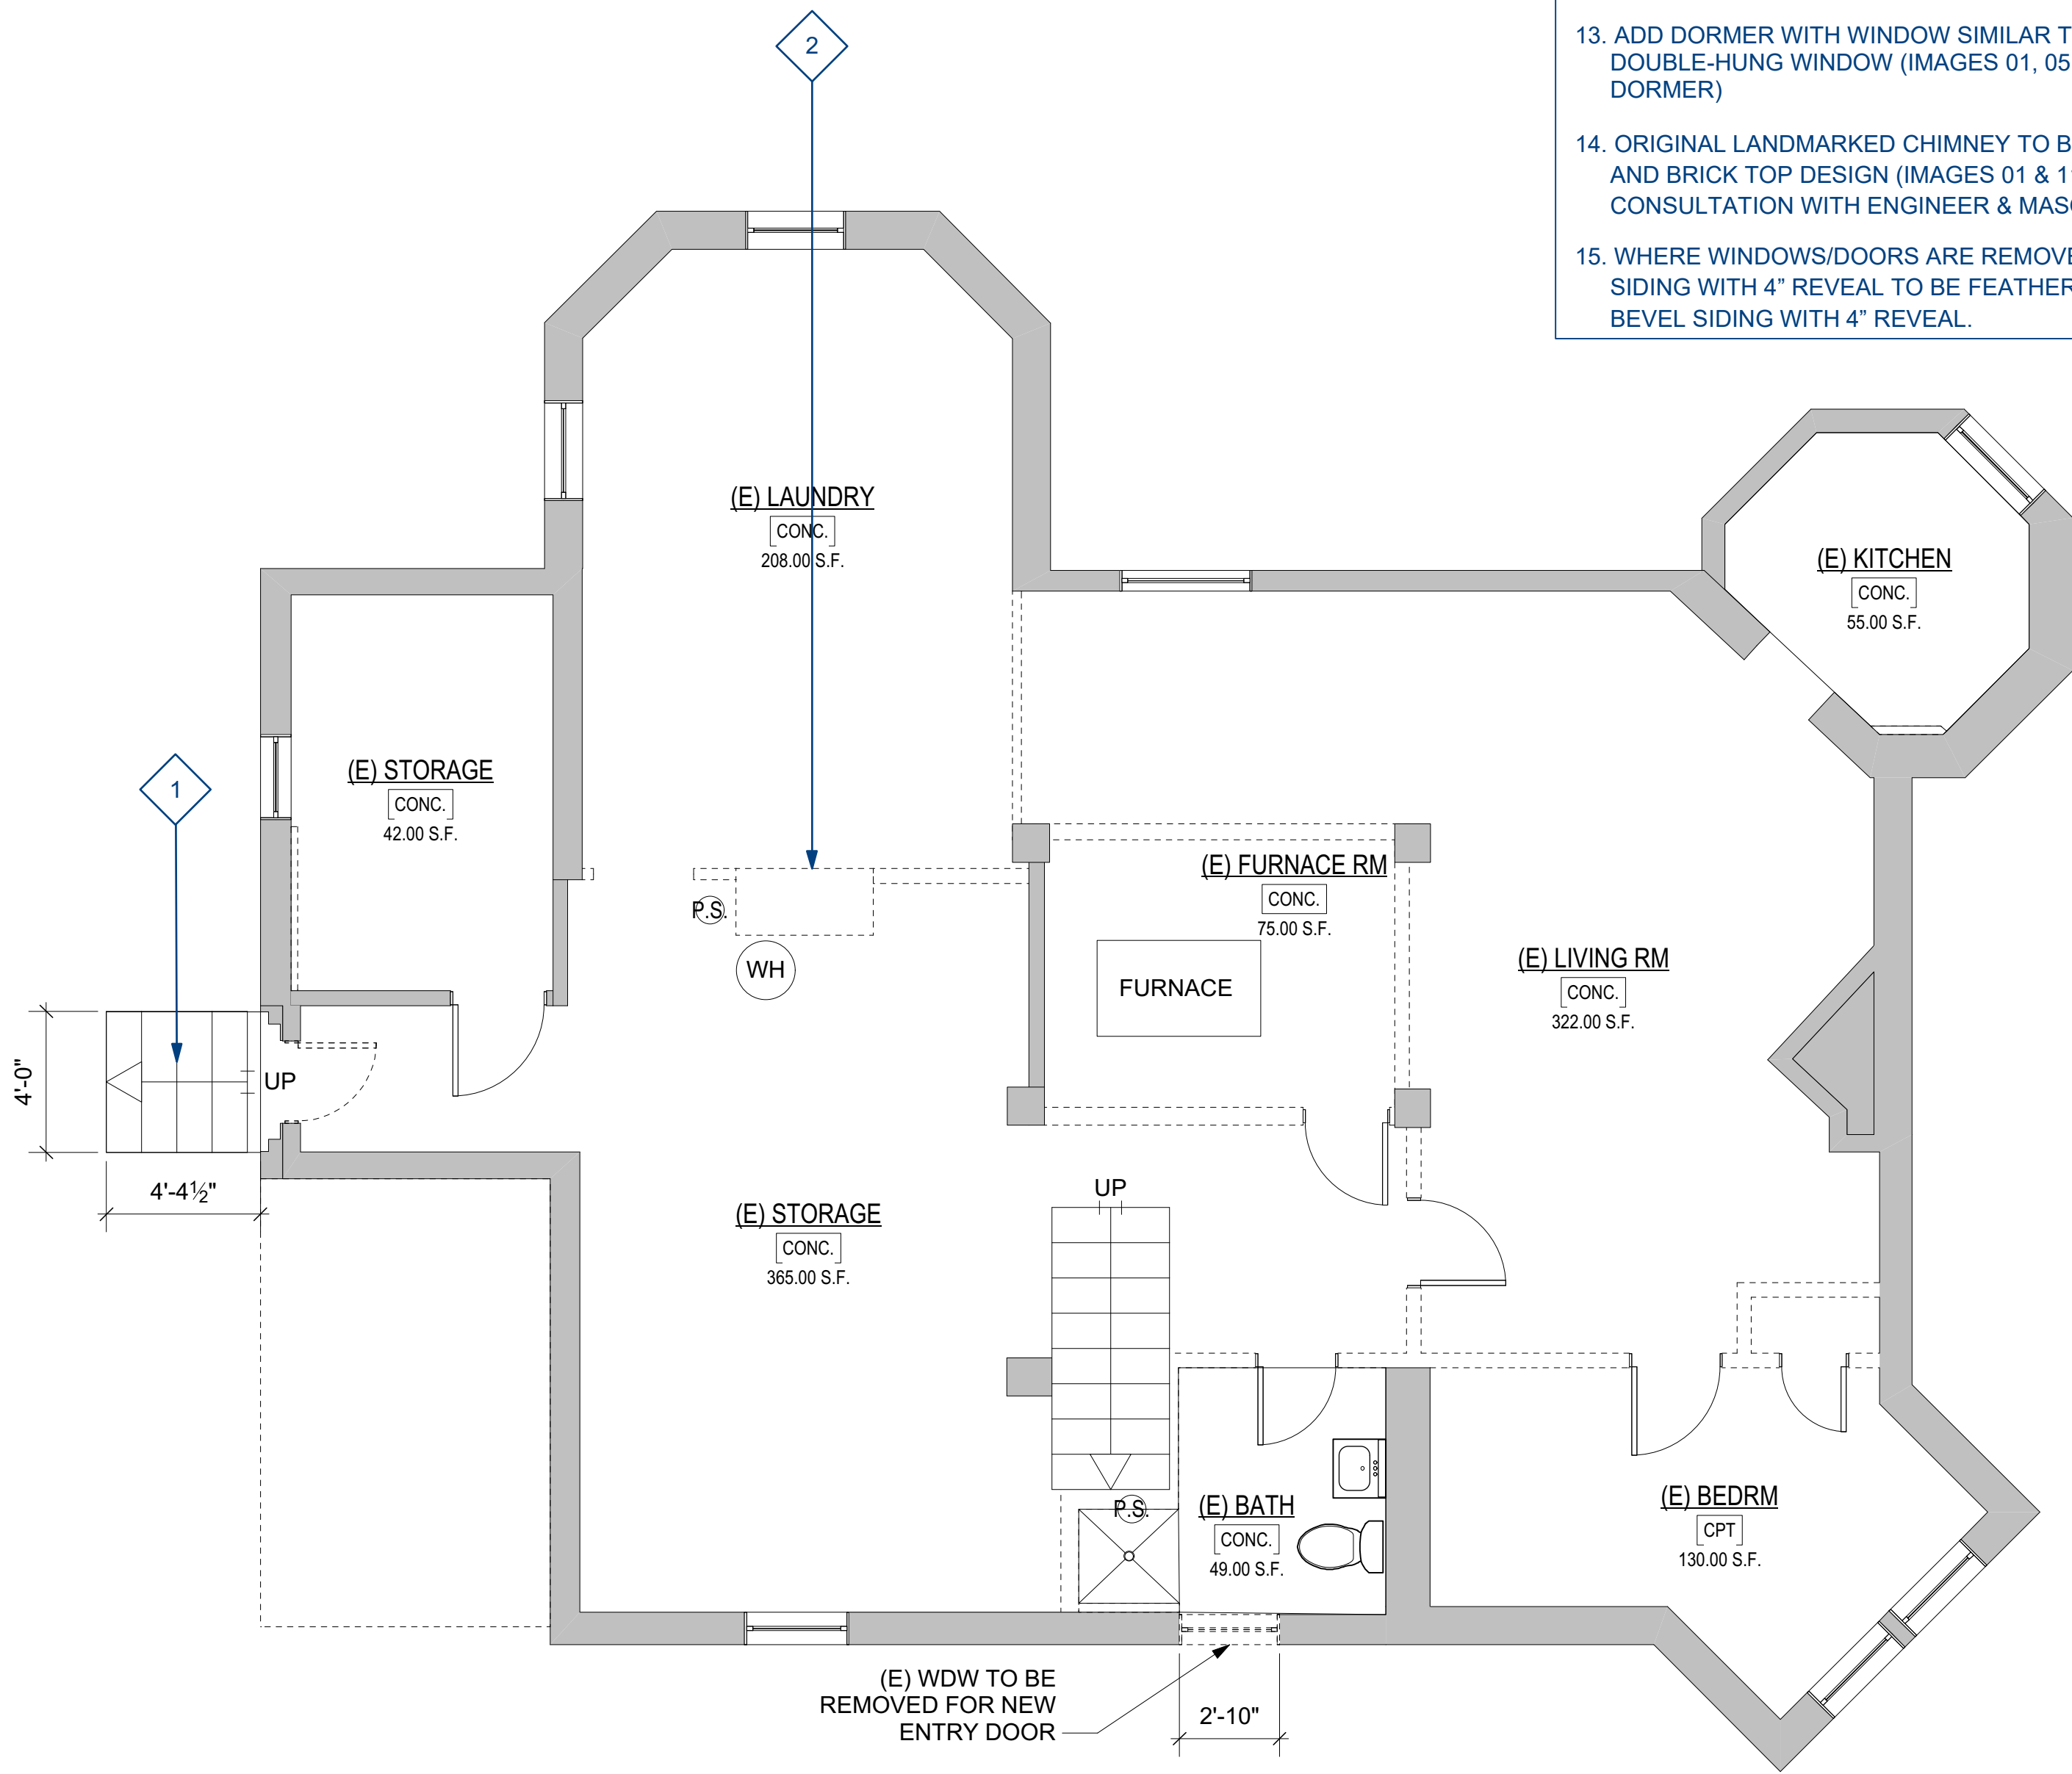 2
13. ADD DORMER WITH WINDOW SIMILAR T
DOUBLE-HUNG WINDOW (IMAGES 01, 05
DORMER)
14. ORIGINAL LANDMARKED CHIMNEY TO B
AND BRICK TOP DESIGN (IMAGES 01 & 1
CONSULTATION WITH ENGINEER & MAS
15. WHERE WINDOWS/DOORS ARE REMOVE
SIDING WITH 4” REVEAL TO BE FEATHER
BEVEL SIDING WITH 4” REVEAL.
(E) LAUNDRY
CONC.
208.00 S.F.
(E) KITCHEN
CONC.
55.00 S.F.
1
(E) STORAGE
CONC.
42.00 S.F.
(E) FURNACE RM
CONC.
75.00 S.F.
P.S.
WH
FURNACE
(E) LIVING RM
CONC.
322.00 S.F.
4'-0"
UP
4'-4½"
UP
(E) STORAGE
CONC.
365.00 S.F.
P.S.
(E) BATH
CONC.
49.00 S.F.
(E) BEDRM
CPT
130.00 S.F.
(E) WDW TO BE
REMOVED FOR NEW
ENTRY DOOR
2'-10"